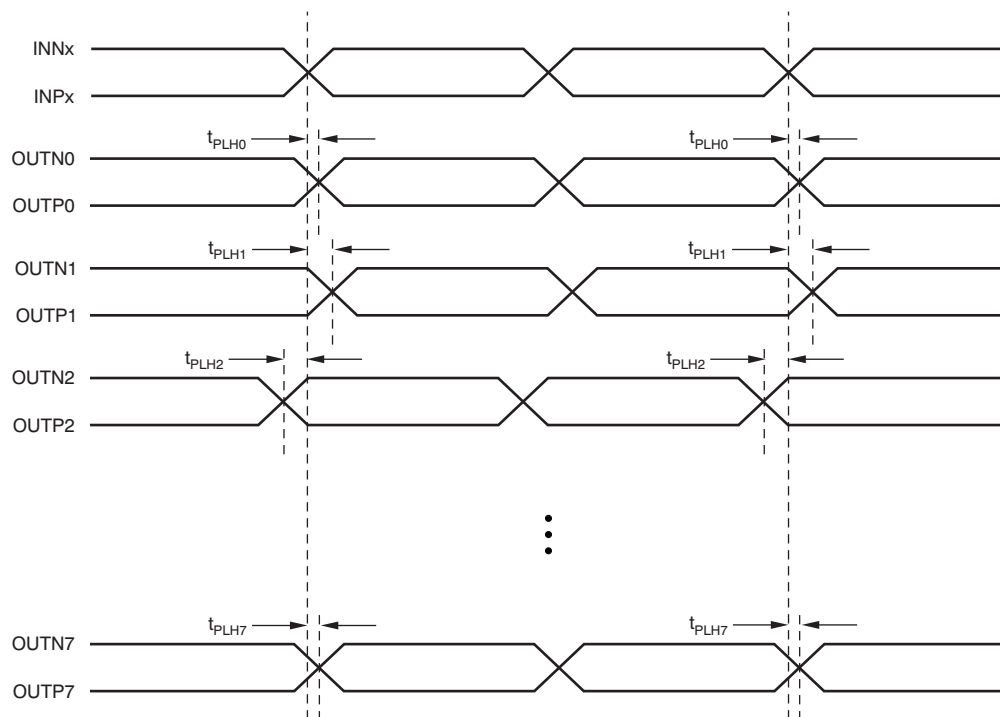 INNx
INPx
tPLH0 tPLH0
OUTN0
OUTP0
tPLH1 tPLH1
OUTN1
OUTP1
tPLH2 tPLH2
OUTN2
OUTP2
tPLH7 tPLH7
OUTN7
OUTP7